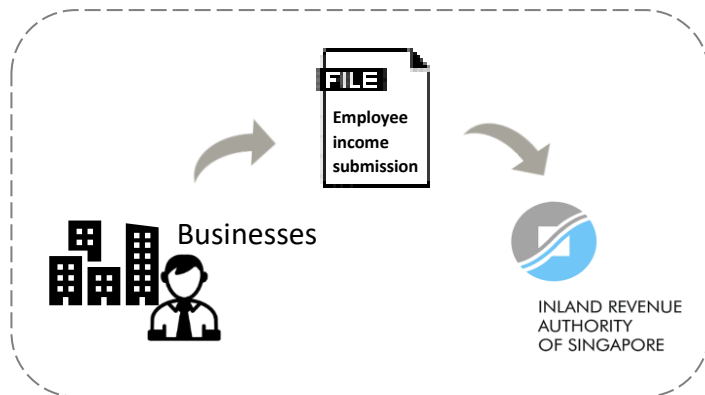 FILE
Employee
income
submission
Businesses
INLAND REVENUE
AUTHORITY
OF SINGAPORE